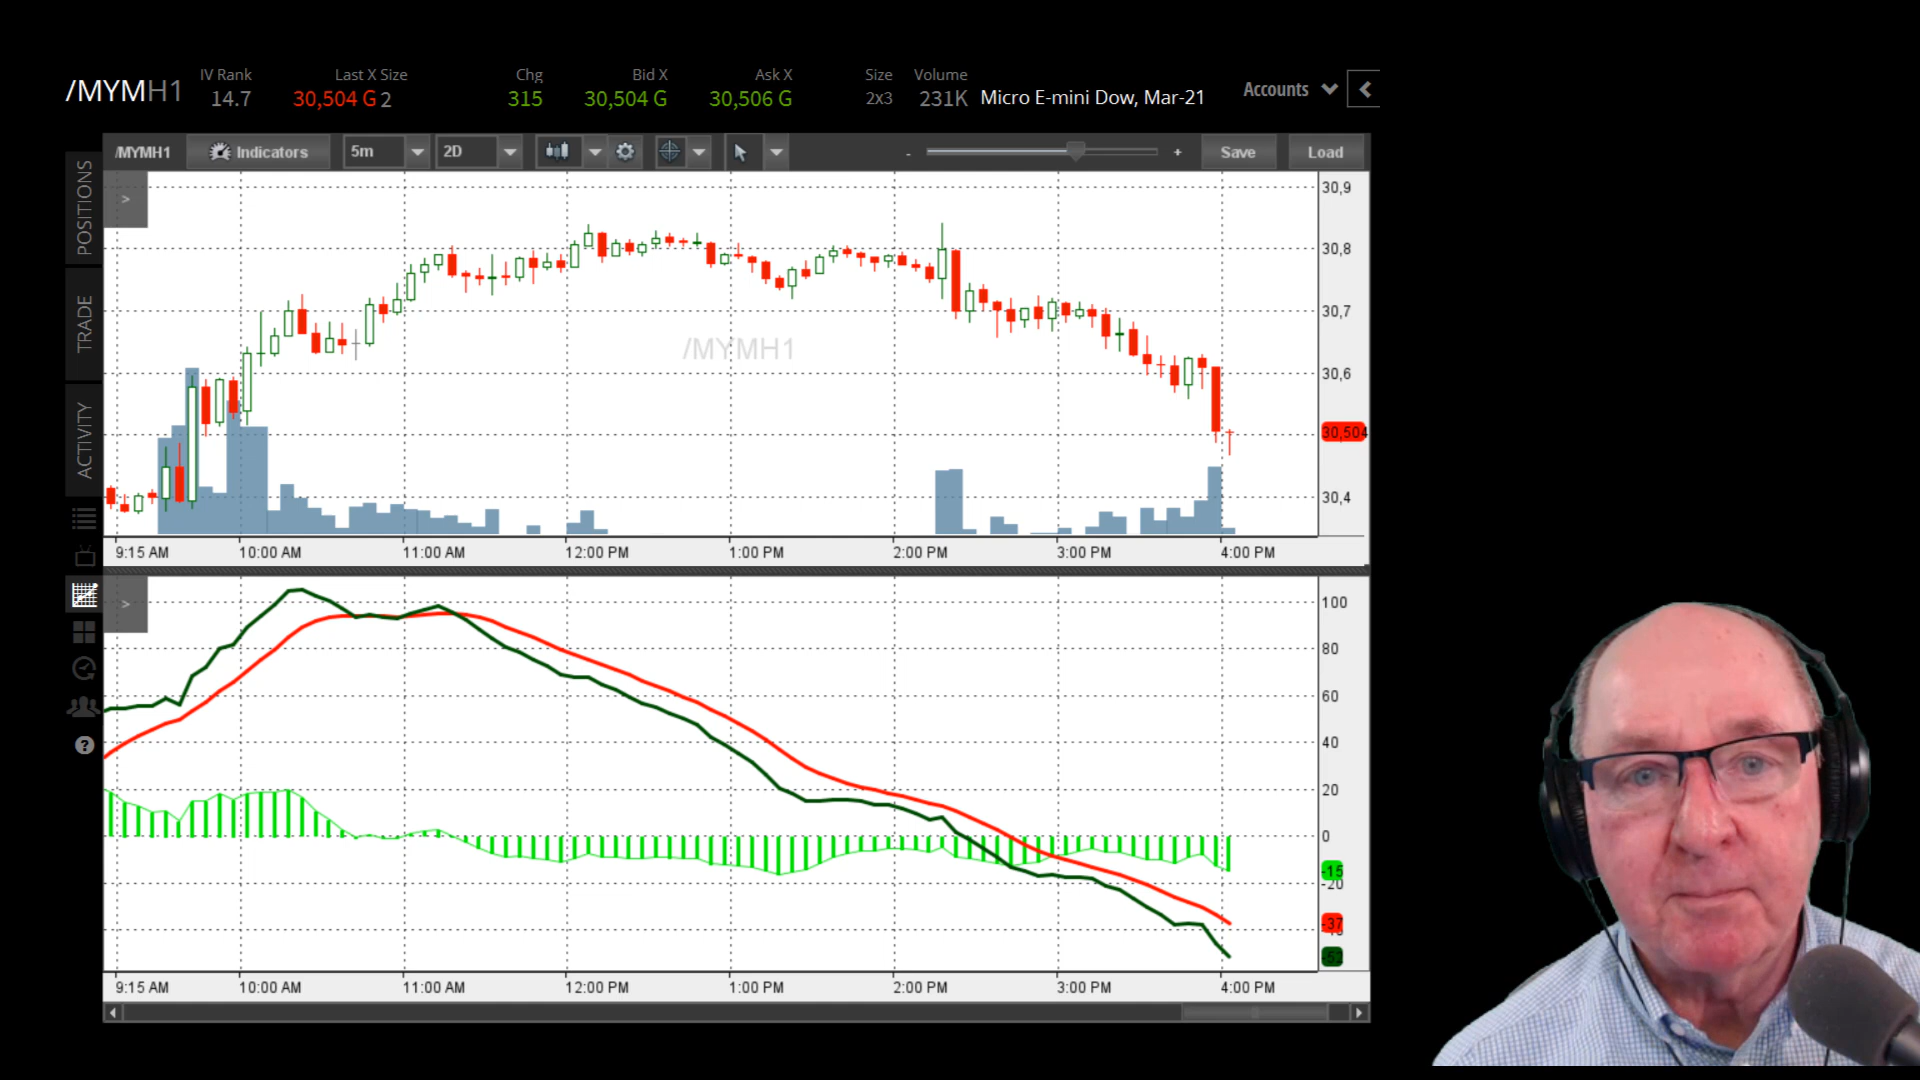 /MYMH1
IV Rank
14.7
Last X Size
30,504 G 2
Chg
315
Bid X
30,504 G
Ask X
30,506 G
Size
2x3
Volume
231K
Micro E-mini Dow, Mar-21
Accounts
<
POSITIONS
TRADE
ACTIVITY
/MYMH1
Indicators
5m
2D
-
+
Save
Load
>
/MYMH1
30,9
30,8
30,7
30,6
30,504
30,4
9:15 AM
10:00 AM
11:00 AM
12:00 PM
1:00 PM
2:00 PM
3:00 PM
4:00 PM
?
>
100
80
60
40
20
0
-15
-20
-37
9:15 AM
10:00 AM
11:00 AM
12:00 PM
1:00 PM
2:00 PM
3:00 PM
4:00 PM